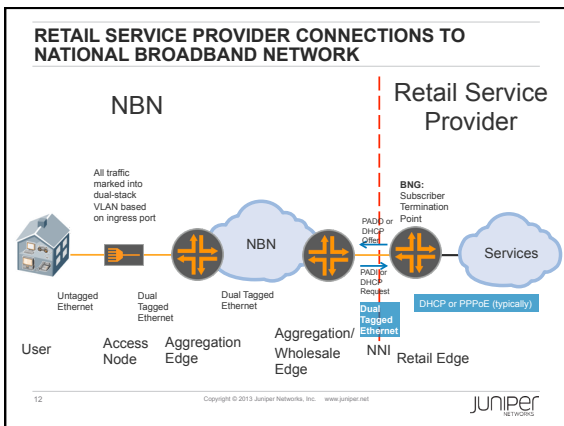 RETAIL SERVICE PROVIDER CONNECTIONS TO
NATIONAL BROADBAND NETWORK
NBN
Retail Service
Provider
All traffic
marked into
dual-stack
VLAN based
on ingress port
BNG:
Subscriber
Termination
Point
PADO or
DHCP
Offer
NBN
Services
PADI or
DHCP
Request
Untagged
Ethernet
Dual
Tagged
Ethernet
Dual Tagged
Ethernet
Dual
Tagged
Ethernet
DHCP or PPPoE (typically)
User
Access
Node
Aggregation
Edge
Aggregation/
Wholesale
Edge
NNI
Retail Edge
12
Copyright © 2013 Juniper Networks, Inc. www.juniper.net
JUNIPER
NETWORKS